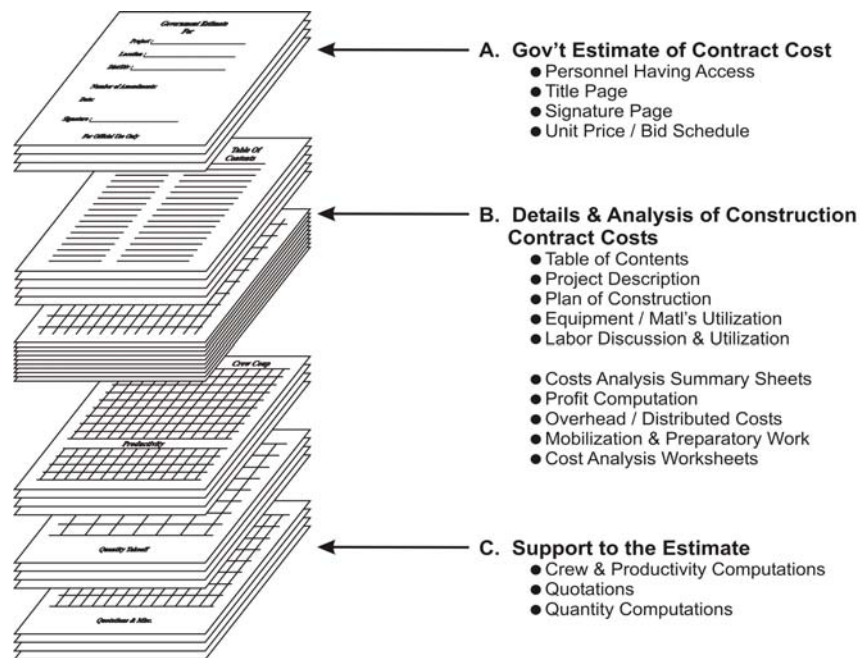 Government Estimate
For
Project :
Location :
District :
Number of Amendments:
Date:
Signature :
For Official Use Only
Table Of
Contents
Crew Comp
Productivity
Quantity Takeoff
Quotations & Misc.
A. Gov’t Estimate of Contract Cost
● Personnel Having Access
● Title Page
● Signature Page
● Unit Price / Bid Schedule
B. Details & Analysis of Construction
Contract Costs
● Table of Contents
● Project Description
● Plan of Construction
● Equipment / Matl’s Utilization
● Labor Discussion & Utilization
● Costs Analysis Summary Sheets
● Profit Computation
● Overhead / Distributed Costs
● Mobilization & Preparatory Work
● Cost Analysis Worksheets
C. Support to the Estimate
● Crew & Productivity Computations
● Quotations
● Quantity Computations